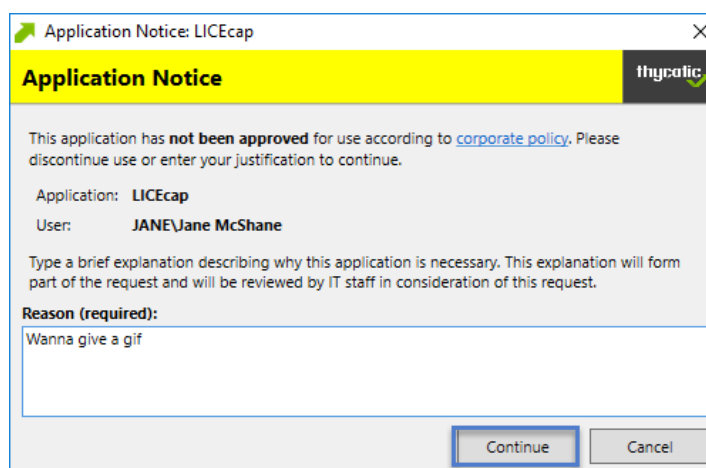 Application Notice: LICEcap
Application Notice
thycotic
This application has not been approved for use according to corporate policy. Please
discontinue use or enter your justification to continue.
Application: LICEcap
User: JANE\Jane McShane
Type a brief explanation describing why this application is necessary. This explanation will form
part of the request and will be reviewed by IT staff in consideration of this request.
Reason (required):
Wanna give a gif
Continue Cancel